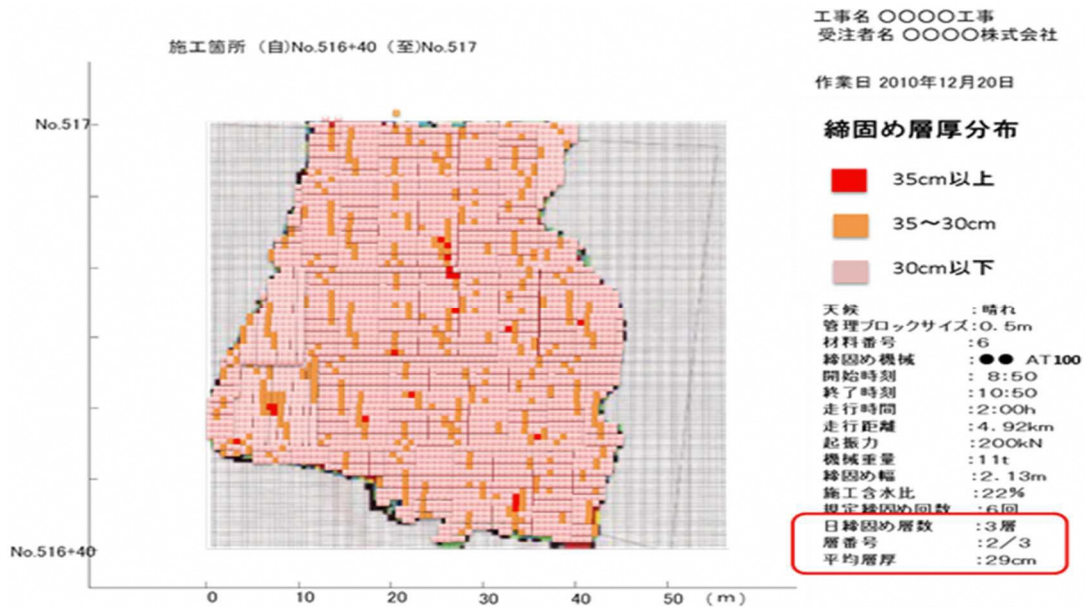 工事名 〇〇〇〇工事
受注者名 〇〇〇〇株式会社
施工箇所 (自)No.516+40 (至)No.517
作業日 2010年12月20日
No.517
No.516+40
0 10 20 30 40 50 (m)
締固め層厚分布
35cm以上
35〜30cm
30cm以下
天候 :晴れ
管理ブロックサイズ:0.5m
材料番号 :6
締固め機械 :●● AT100
開始時刻 : 8:50
終了時刻 :10:50
走行時間 :2:00h
走行距離 :4.92km
起振力 :200kN
機械重量 :11t
締固め幅 :2.13m
施工含水比 :22%
規定締固め回数 :6回
日締固め層数 :3層
層番号 :2/3
平均層厚 :29cm